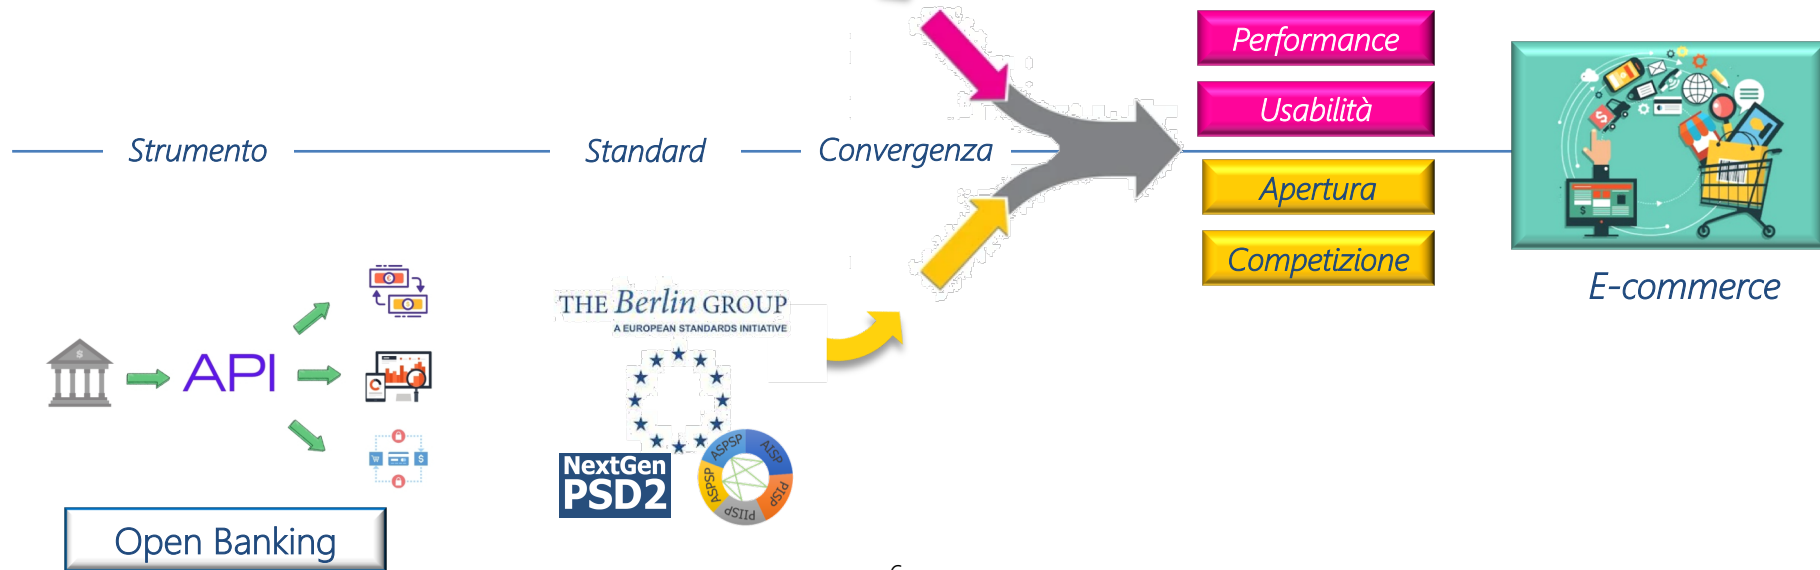 Performance
Usabilità
Strumento
Standard
Convergenza
Apertura
Competizione
E-commerce
THE Berlin GROUP
A EUROPEAN STANDARDS INITIATIVE
API
ASPSP
AISP
PISP
PIISP
ASPSP
NextGen
PSD2
Open Banking